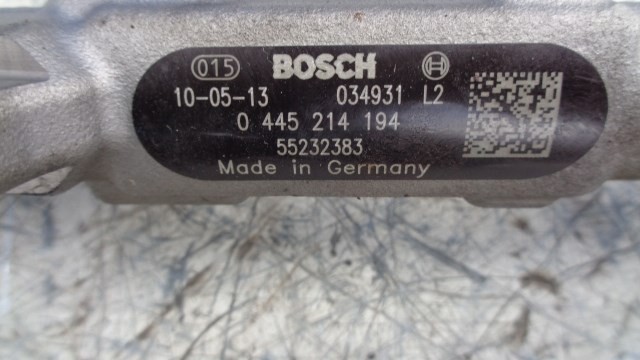 015 BOSCH
10-05-13 034931 L2
0 445 214 194
55232383
Made in Germany